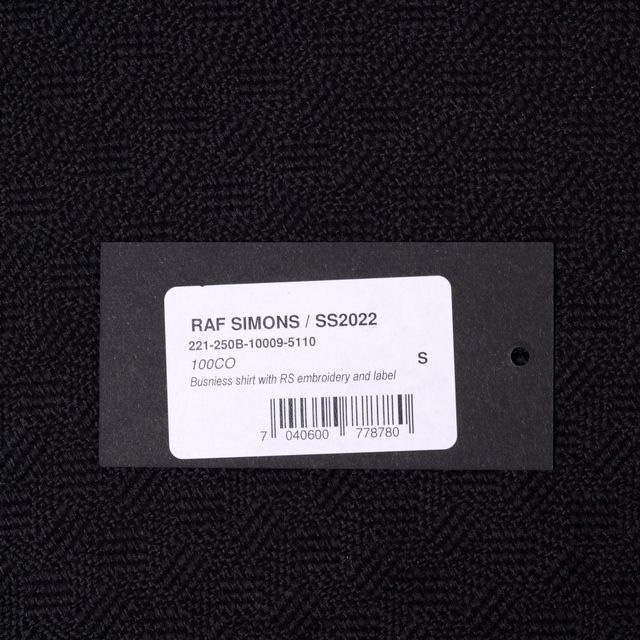 RAF SIMONS / SS2022
221-250B-10009-5110
100CO
S
Busniess shirt with RS embroidery and label
7 040600 778780